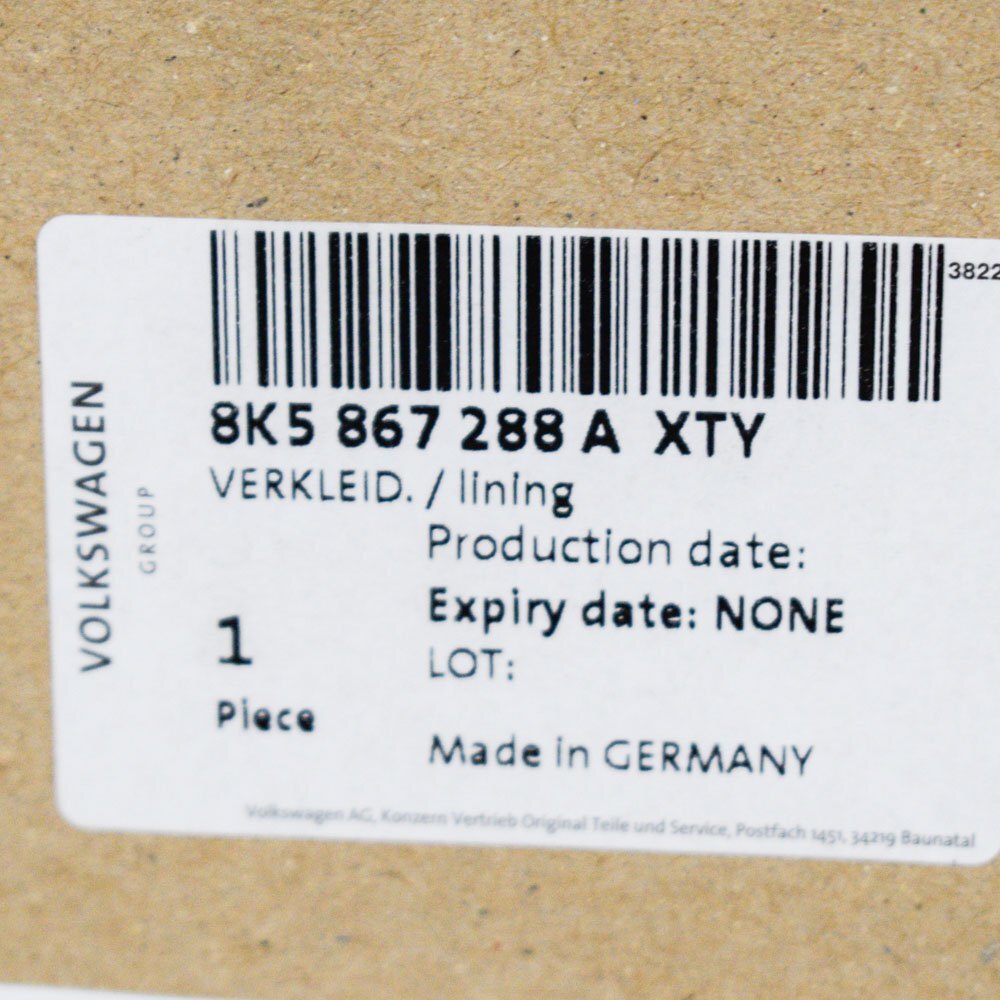 3822
8K5 867 288 A XTY
VERKLEID. / lining
Production date:
Expiry date: NONE
LOT:
1
Piece
Made in GERMANY
VOLKSWAGEN
GROUP
Volkswagen AG, Konzern Vertrieb Original Teile und Service, Postfach 1451, 34219 Baunatal